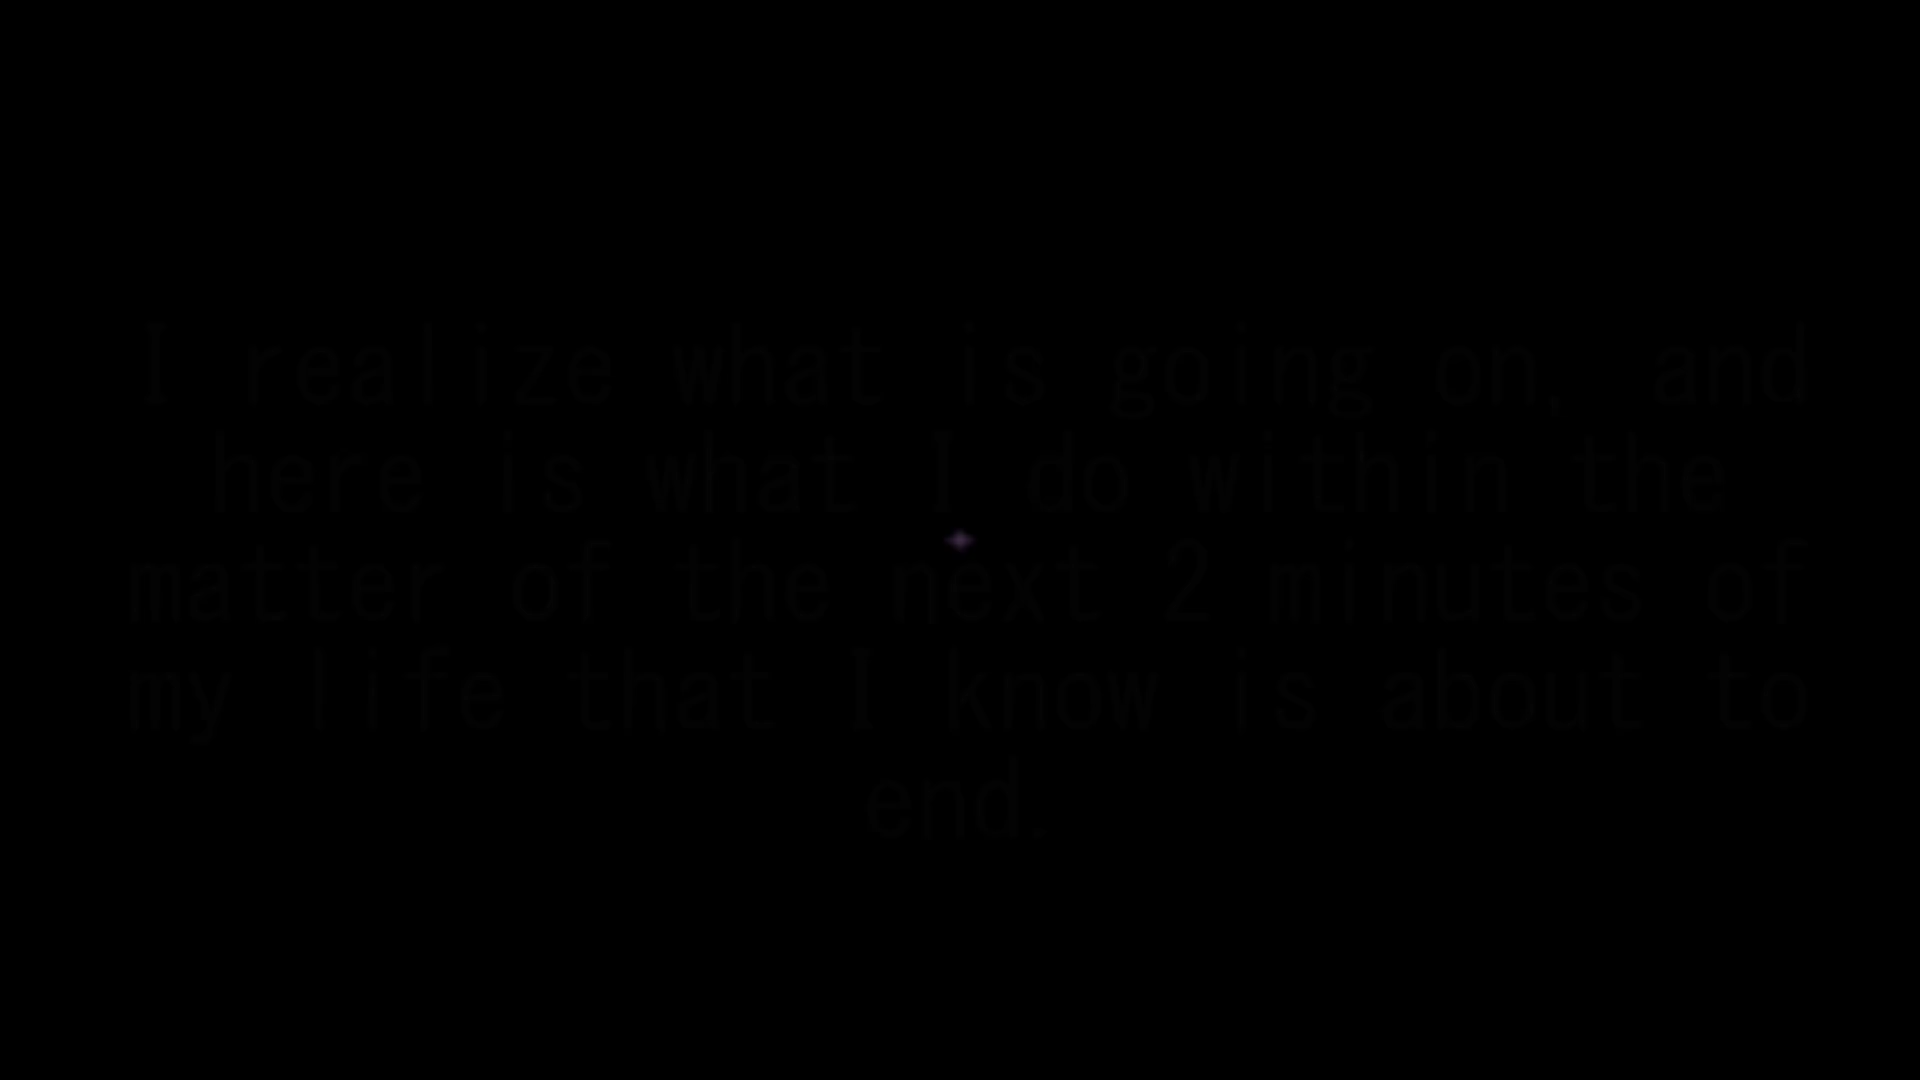 I realize what is going on, and
here is what I do within the
matter of the next 2 minutes of
my life that I know is about to
end.